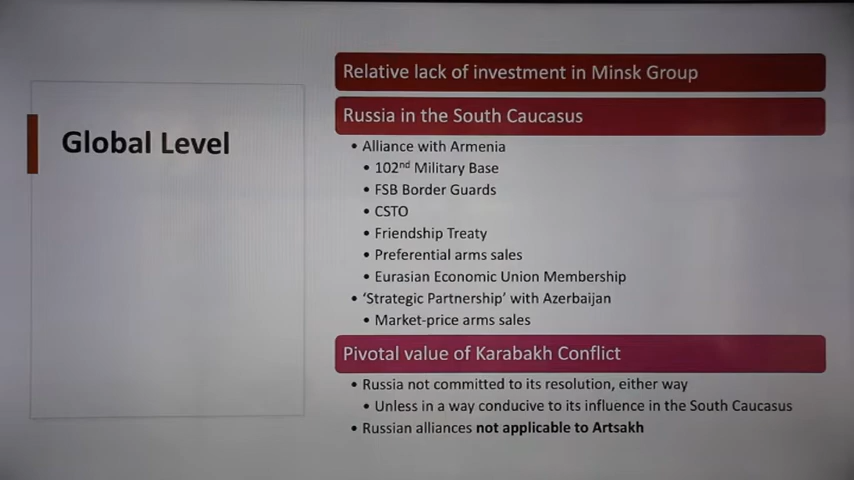 Global Level
Relative lack of investment in Minsk Group
Russia in the South Caucasus
• Alliance with Armenia
• 102nd Military Base
• FSB Border Guards
• CSTO
• Friendship Treaty
• Preferential arms sales
• Eurasian Economic Union Membership
• ‘Strategic Partnership’ with Azerbaijan
• Market-price arms sales
Pivotal value of Karabakh Conflict
• Russia not committed to its resolution, either way
• Unless in a way conducive to its influence in the South Caucasus
• Russian alliances not applicable to Artsakh